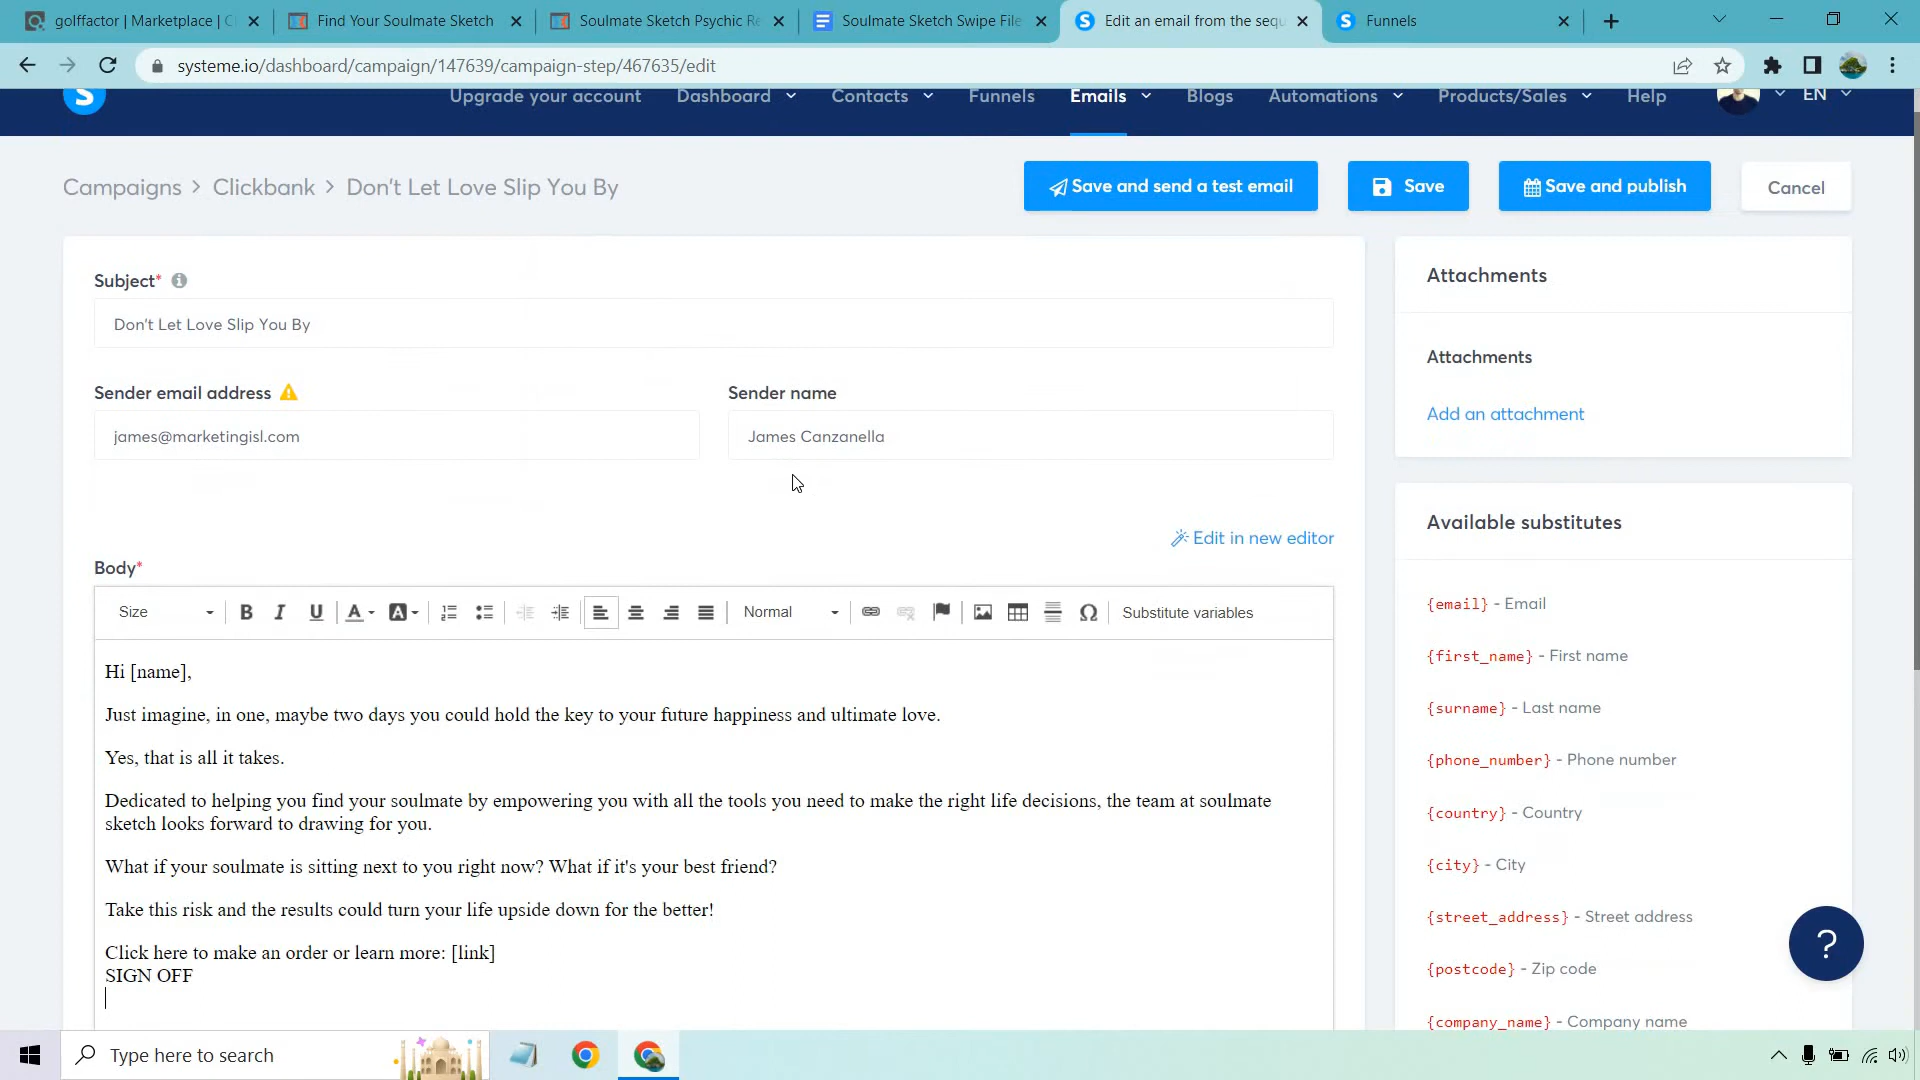 golffactor | Marketplace | C
Find Your Soulmate Sketch
Soulmate Sketch Psychic Re
Soulmate Sketch Swipe File
Edit an email from the sequ
Funnels
systeme.io/dashboard/campaign/147639/campaign-step/467635/edit
Upgrade your account
Dashboard
Contacts
Funnels
Emails
Blogs
Automations
Products/Sales
Help
EN
Campaigns > Clickbank > Don't Let Love Slip You By
Save and send a test email
Save
Save and publish
Cancel
Subject*
Don't Let Love Slip You By
Sender email address
Sender name
james@marketingisl.com
James Canzanella
Edit in new editor
Body*
Size
B I U A A
Normal
Ω
Substitute variables
Hi [name],
Just imagine, in one, maybe two days you could hold the key to your future happiness and ultimate love.
Yes, that is all it takes.
Dedicated to helping you find your soulmate by empowering you with all the tools you need to make the right life decisions, the team at soulmate
sketch looks forward to drawing for you.
What if your soulmate is sitting next to you right now? What if it's your best friend?
Take this risk and the results could turn your life upside down for the better!
Click here to make an order or learn more: [link]
SIGN OFF
Attachments
Attachments
Add an attachment
Available substitutes
{email} - Email
{first_name} - First name
{surname} - Last name
{phone_number} - Phone number
{country} - Country
{city} - City
{street_address} - Street address
{postcode} - Zip code
{company_name} - Company name
?
Type here to search